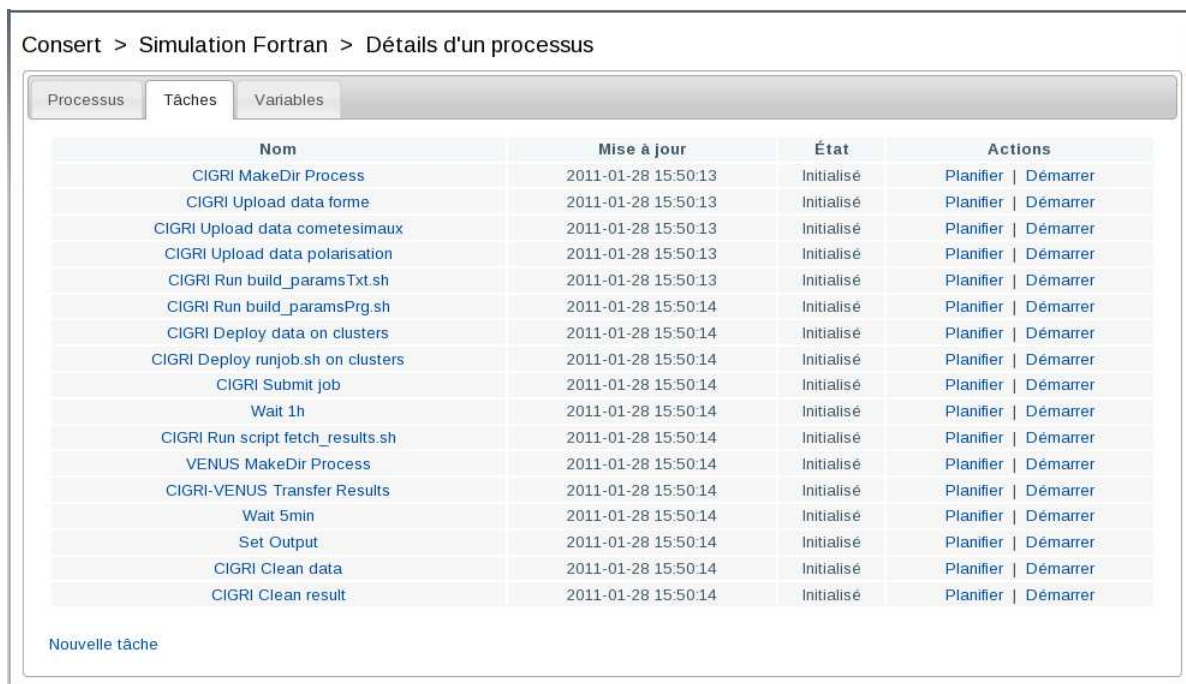 Consert > Simulation Fortran > Détails d'un processus
Processus Tâches Variables
Nom Mise à jour État Actions
CIGRI MakeDir Process 2011-01-28 15:50:13 Initialisé Planifier | Démarrer
CIGRI Upload data forme 2011-01-28 15:50:13 Initialisé Planifier | Démarrer
CIGRI Upload data cometesimaux 2011-01-28 15:50:13 Initialisé Planifier | Démarrer
CIGRI Upload data polarisation 2011-01-28 15:50:13 Initialisé Planifier | Démarrer
CIGRI Run build_paramsTxt.sh 2011-01-28 15:50:13 Initialisé Planifier | Démarrer
CIGRI Run build_paramsPrg.sh 2011-01-28 15:50:14 Initialisé Planifier | Démarrer
CIGRI Deploy data on clusters 2011-01-28 15:50:14 Initialisé Planifier | Démarrer
CIGRI Deploy runjob.sh on clusters 2011-01-28 15:50:14 Initialisé Planifier | Démarrer
CIGRI Submit job 2011-01-28 15:50:14 Initialisé Planifier | Démarrer
Wait 1h 2011-01-28 15:50:14 Initialisé Planifier | Démarrer
CIGRI Run script fetch_results.sh 2011-01-28 15:50:14 Initialisé Planifier | Démarrer
VENUS MakeDir Process 2011-01-28 15:50:14 Initialisé Planifier | Démarrer
CIGRI-VENUS Transfer Results 2011-01-28 15:50:14 Initialisé Planifier | Démarrer
Wait 5min 2011-01-28 15:50:14 Initialisé Planifier | Démarrer
Set Output 2011-01-28 15:50:14 Initialisé Planifier | Démarrer
CIGRI Clean data 2011-01-28 15:50:14 Initialisé Planifier | Démarrer
CIGRI Clean result 2011-01-28 15:50:14 Initialisé Planifier | Démarrer
Nouvelle tâche